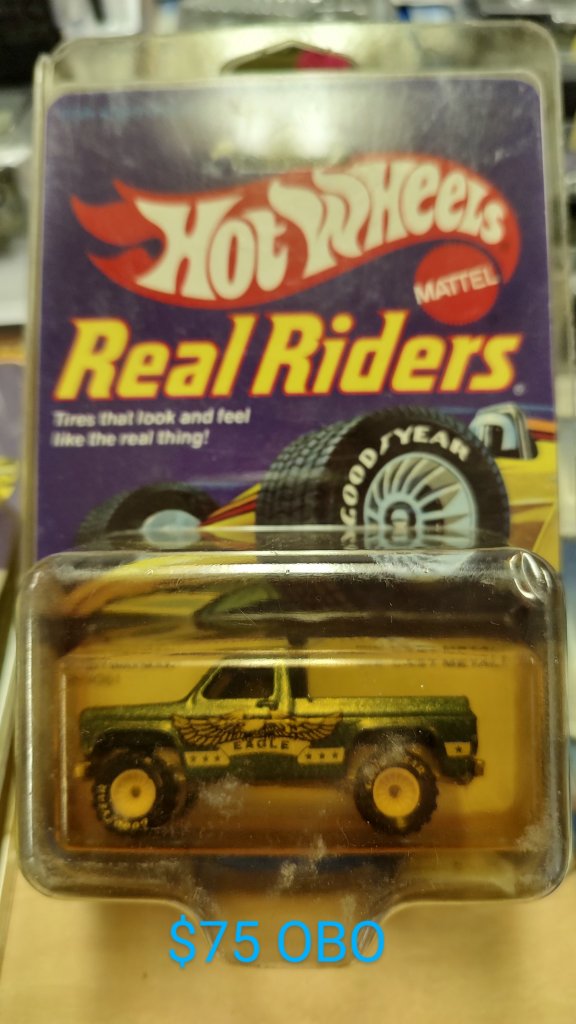 HOT WHEELS
MATTEL
Real Riders®
Tires that look and feel
like the real thing!
GOODYEAR
EAGLE
$75 OBO